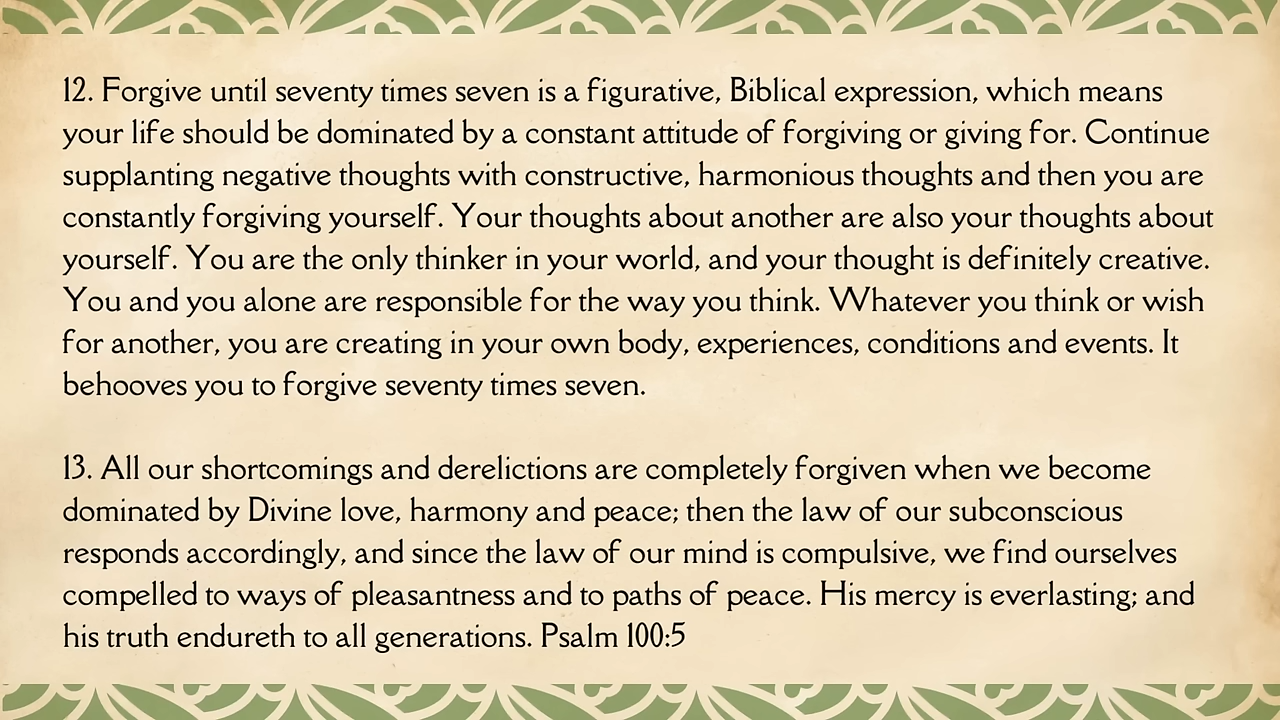 12. Forgive until seventy times seven is a figurative, Biblical expression, which means
your life should be dominated by a constant attitude of forgiving or giving for. Continue
supplanting negative thoughts with constructive, harmonious thoughts and then you are
constantly forgiving yourself. Your thoughts about another are also your thoughts about
yourself. You are the only thinker in your world, and your thought is definitely creative.
You and you alone are responsible for the way you think. Whatever you think or wish
for another, you are creating in your own body, experiences, conditions and events. It
behooves you to forgive seventy times seven.
13. All our shortcomings and derelictions are completely forgiven when we become
dominated by Divine love, harmony and peace; then the law of our subconscious
responds accordingly, and since the law of our mind is compulsive, we find ourselves
compelled to ways of pleasantness and to paths of peace. His mercy is everlasting; and
his truth endureth to all generations. Psalm 100:5